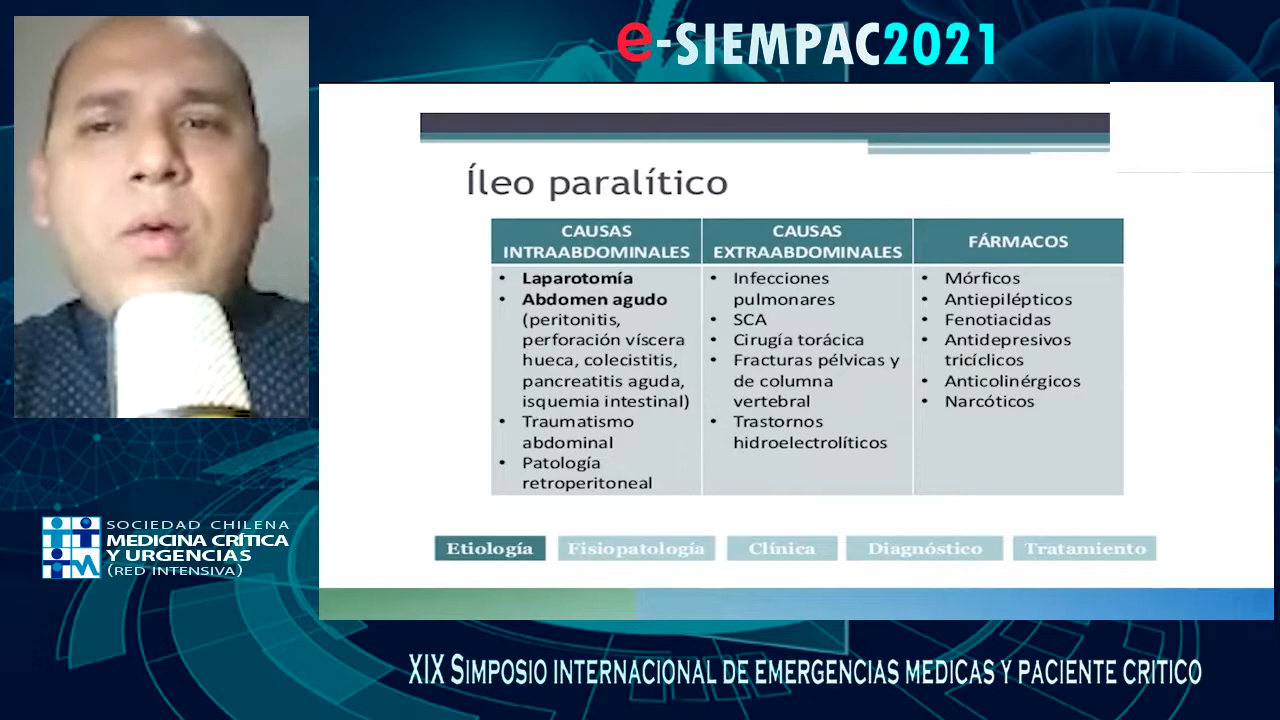 e-SIEMPAC2021
Íleo paralítico
CAUSAS
INTRAABDOMINALES
CAUSAS
EXTRAABDOMINALES
FÁRMACOS
• Laparotomía
• Abdomen agudo
(peritonitis,
perforación víscera
hueca, colecistitis,
pancreatitis aguda,
isquemia intestinal)
• Traumatismo
abdominal
• Patología
retroperitoneal
• Infecciones
pulmonares
• SCA
• Cirugía torácica
• Fracturas pélvicas y
de columna
vertebral
• Trastornos
hidroelectrolíticos
• Mórficos
• Antiepilépticos
• Fenotiacidas
• Antidepresivos
tricíclicos
• Anticolinérgicos
• Narcóticos
Etiología
Fisiopatología
Clínica
Diagnóstico
Tratamiento
SOCIEDAD CHILENA
MEDICINA CRÍTICA
Y URGENCIAS
(RED INTENSIVA)
XIX SIMPOSIO INTERNACIONAL DE EMERGENCIAS MEDICAS Y PACIENTE CRITICO